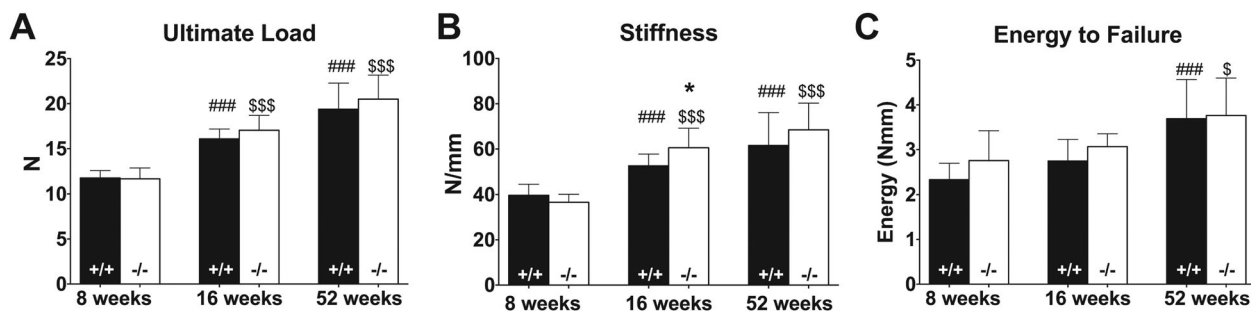 A
Ultimate Load
25
20
15
10
5
0
N
### $$$
### $$$
+/+ -/- +/+ -/- +/+ -/-
8 weeks 16 weeks 52 weeks
B
Stiffness
100
80
60
40
20
0
N/mm
*
### $$$
### $$$
+/+ -/- +/+ -/- +/+ -/-
8 weeks 16 weeks 52 weeks
C
Energy to Failure
5
4
3
2
1
0
Energy (Nmm)
### $
+/+ -/- +/+ -/- +/+ -/-
8 weeks 16 weeks 52 weeks